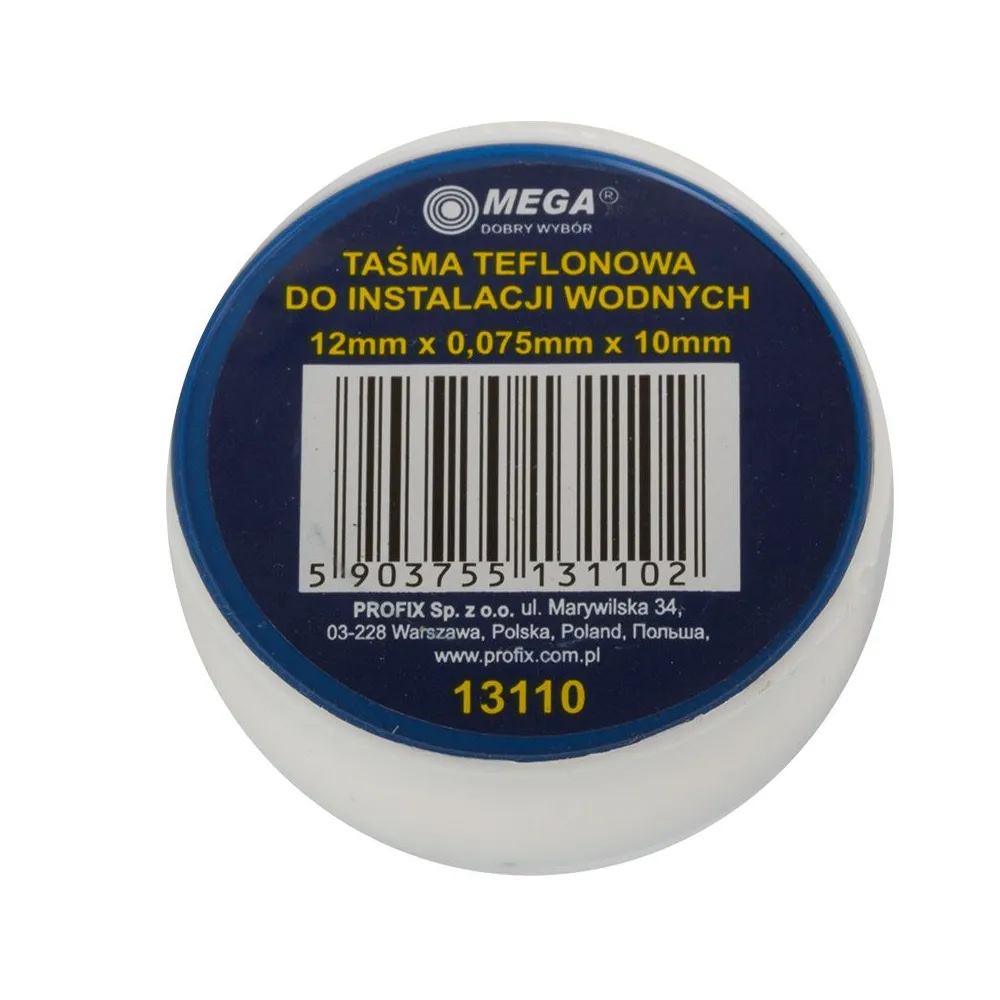 MEGA®
DOBRY WYBÓR
TAŚMA TEFLONOWA
DO INSTALACJI WODNYCH
12mm x 0,075mm x 10mm
5 903755 131102
PROFIX Sp. z o.o. ul. Marywilska 34,
03-228 Warszawa, Polska, Poland, Польша,
www.profix.com.pl
13110